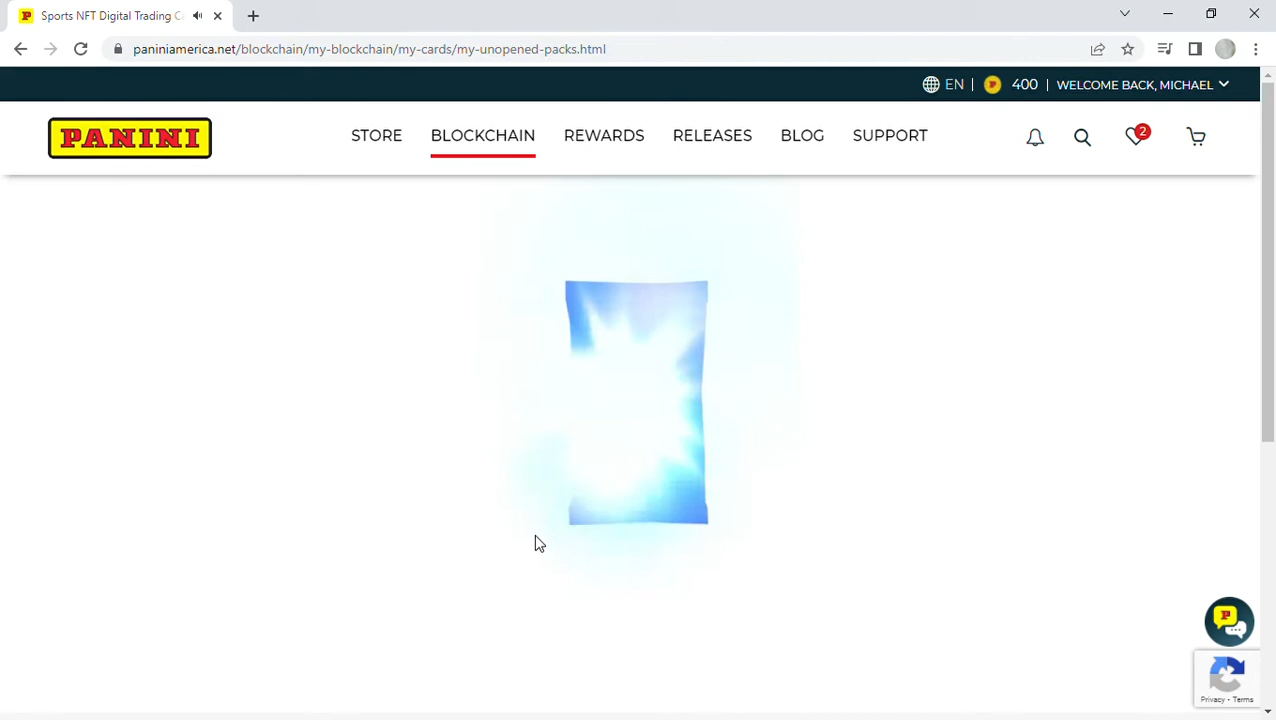 Sports NFT Digital Trading Ca
paniniamerica.net/blockchain/my-blockchain/my-cards/my-unopened-packs.html
EN | P 400 | WELCOME BACK, MICHAEL
PANINI STORE BLOCKCHAIN REWARDS RELEASES BLOG SUPPORT 2
P
Privacy - Terms